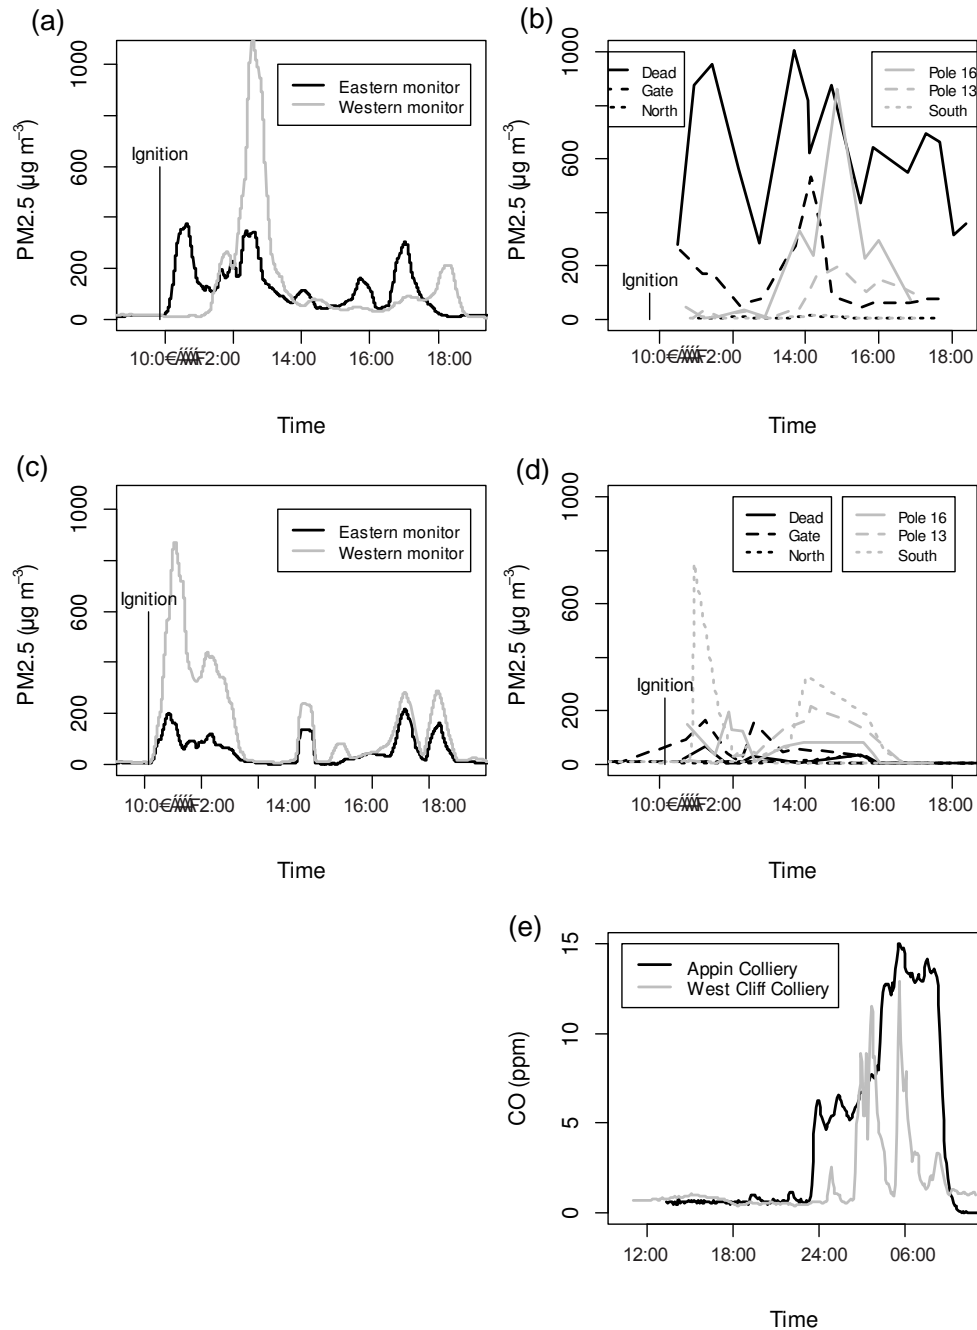 (a)
1000
600
200
0
PM2.5 (µg m⁻³)
Ignition
Eastern monitor
Western monitor
14:00
16:00
18:00
Time
(b)
1000
600
200
0
PM2.5 (µg m⁻³)
Ignition
Dead
Gate
North
Pole 16
Pole 13
South
14:00
16:00
18:00
Time
(c)
1000
600
200
0
PM2.5 (µg m⁻³)
Ignition
Eastern monitor
Western monitor
14:00
16:00
18:00
Time
(d)
1000
600
200
0
PM2.5 (µg m⁻³)
Ignition
Dead
Gate
North
Pole 16
Pole 13
South
14:00
16:00
18:00
Time
(e)
15
10
5
0
CO (ppm)
Appin Colliery
West Cliff Colliery
12:00
18:00
24:00
06:00
Time